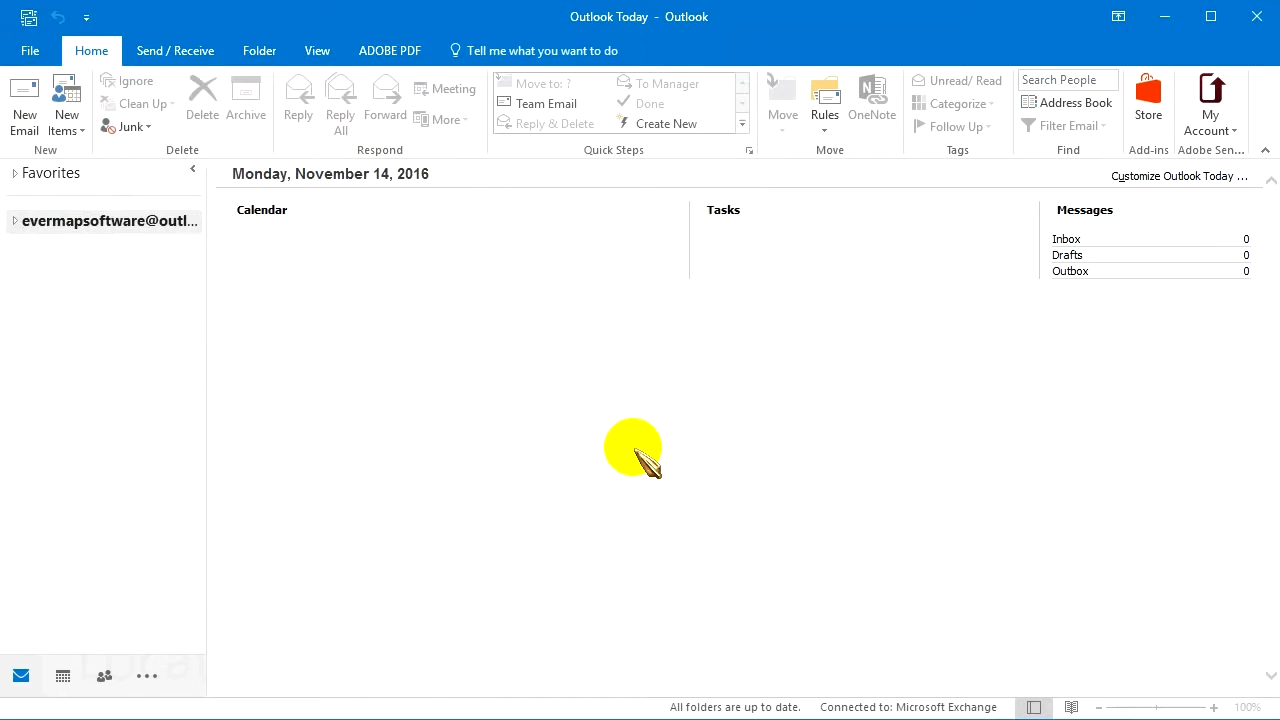 Outlook Today - Outlook
File Home Send / Receive Folder View ADOBE PDF Tell me what you want to do
New Email
New Items
Ignore
Clean Up
Junk
Delete
Archive
Reply
Reply All
Forward
Meeting
More
Move to: ?
Team Email
Reply & Delete
To Manager
Done
Create New
Move
Rules
OneNote
Unread/ Read
Categorize
Follow Up
Search People
Address Book
Filter Email
Store
My Account
New Delete Respond Quick Steps Move Tags Find Add-ins Adobe Sen...
Favorites
evermapsoftware@outl...
Monday, November 14, 2016
Customize Outlook Today ...
Calendar
Tasks
Messages
Inbox 0
Drafts 0
Outbox 0
All folders are up to date. Connected to: Microsoft Exchange 100%